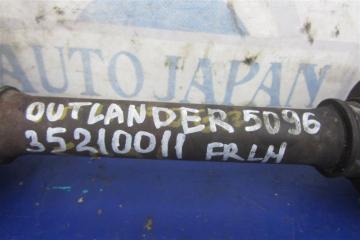 AUTO JAPAN
OUTLANDER 5096
35210011 FRLH